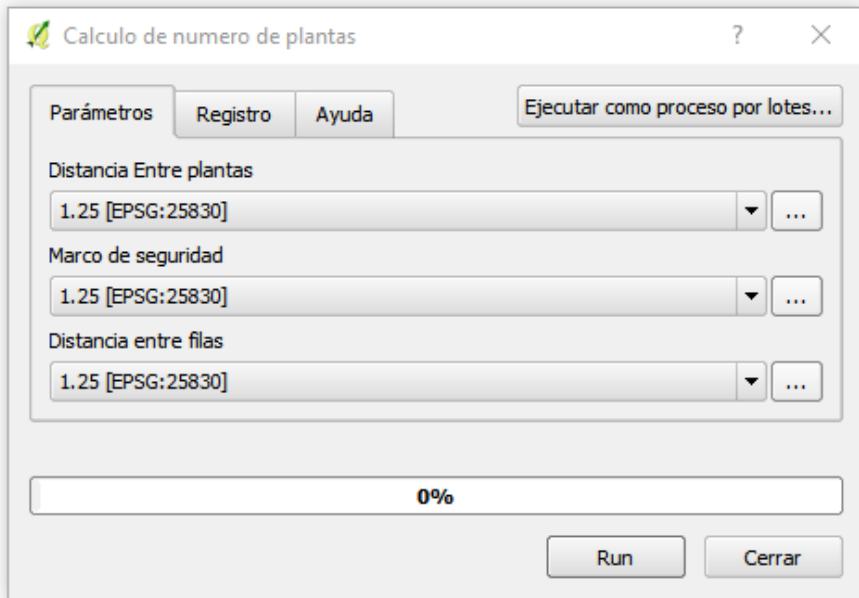 Calculo de numero de plantas
?
Parámetros Registro Ayuda Ejecutar como proceso por lotes...
Distancia Entre plantas
1.25 [EPSG:25830] ...
Marco de seguridad
1.25 [EPSG:25830] ...
Distancia entre filas
1.25 [EPSG:25830] ...
0%
Run Cerrar